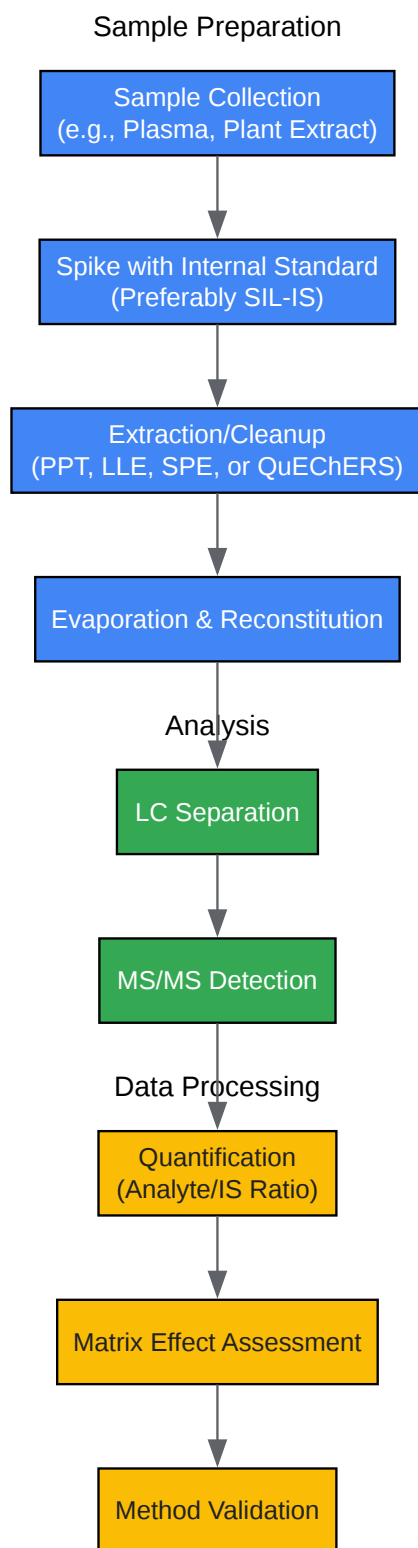 Sample Preparation
Sample Collection
(e.g., Plasma, Plant Extract)
Spike with Internal Standard
(Preferably SIL-IS)
Extraction/Cleanup
(PPT, LLE, SPE, or QuEChERS)
Evaporation & Reconstitution
Analysis
LC Separation
MS/MS Detection
Data Processing
Quantification
(Analyte/IS Ratio)
Matrix Effect Assessment
Method Validation